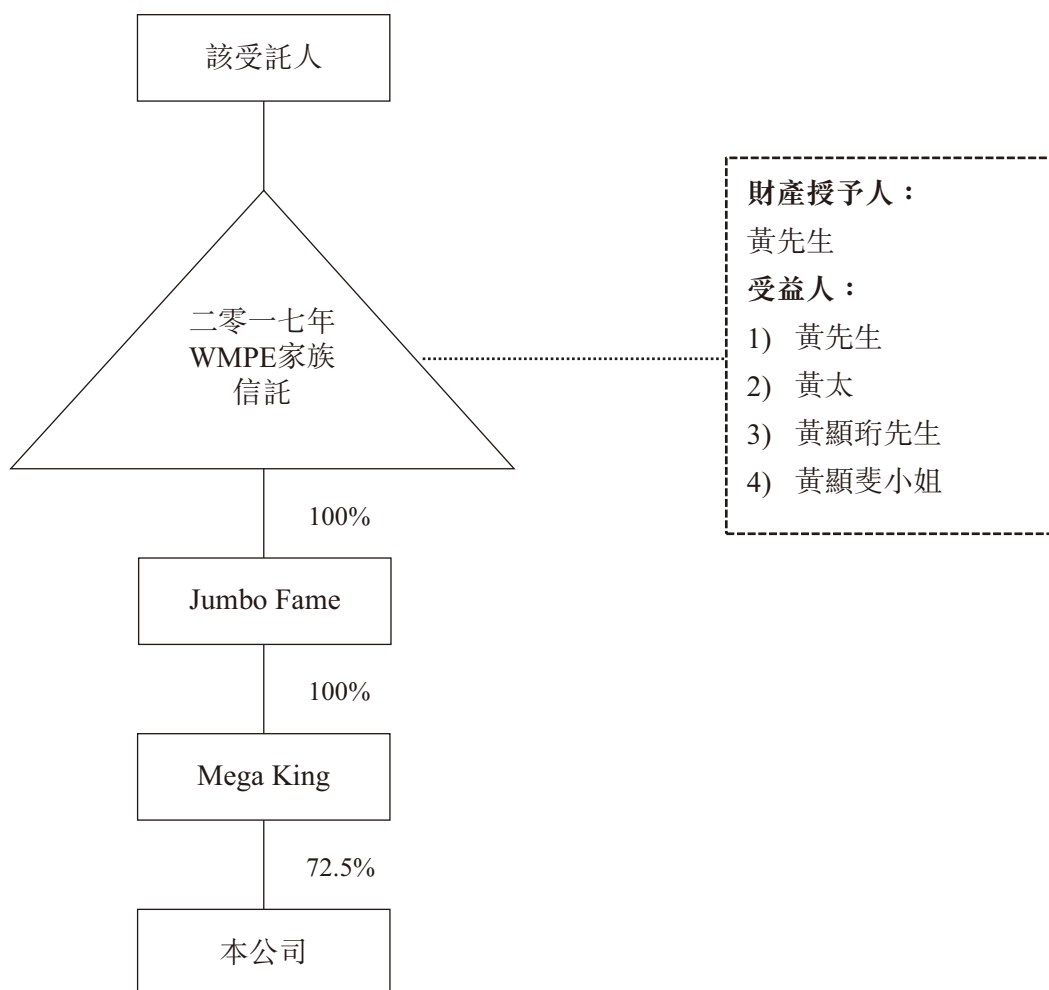 該受託人
二零一七年
WMPE家族
信託
財產授予人：
黃先生
受益人：
1) 黃先生
2) 黃太
3) 黃顯珩先生
4) 黃顯斐小姐
100%
Jumbo Fame
100%
Mega King
72.5%
本公司